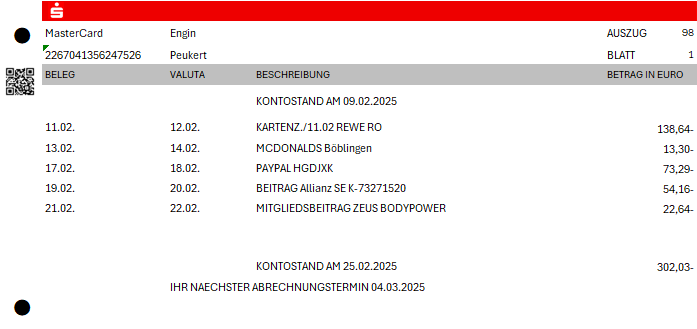 MasterCard Engin AUSZUG 98
2267041356247526 Peukert BLATT 1
BELEG VALUTA BESCHREIBUNG BETRAG IN EURO
KONTOSTAND AM 09.02.2025
11.02. 12.02. KARTENZ./11.02 REWE RO 138,64-
13.02. 14.02. MCDONALDS Böblingen 13,30-
17.02. 18.02. PAYPAL HGDJXK 73,29-
19.02. 20.02. BEITRAG Allianz SE K-73271520 54,16-
21.02. 22.02. MITGLIEDSBEITRAG ZEUS BODYPOWER 22,64-
KONTOSTAND AM 25.02.2025 302,03-
IHR NAECHSTER ABRECHNUNGSTERMIN 04.03.2025